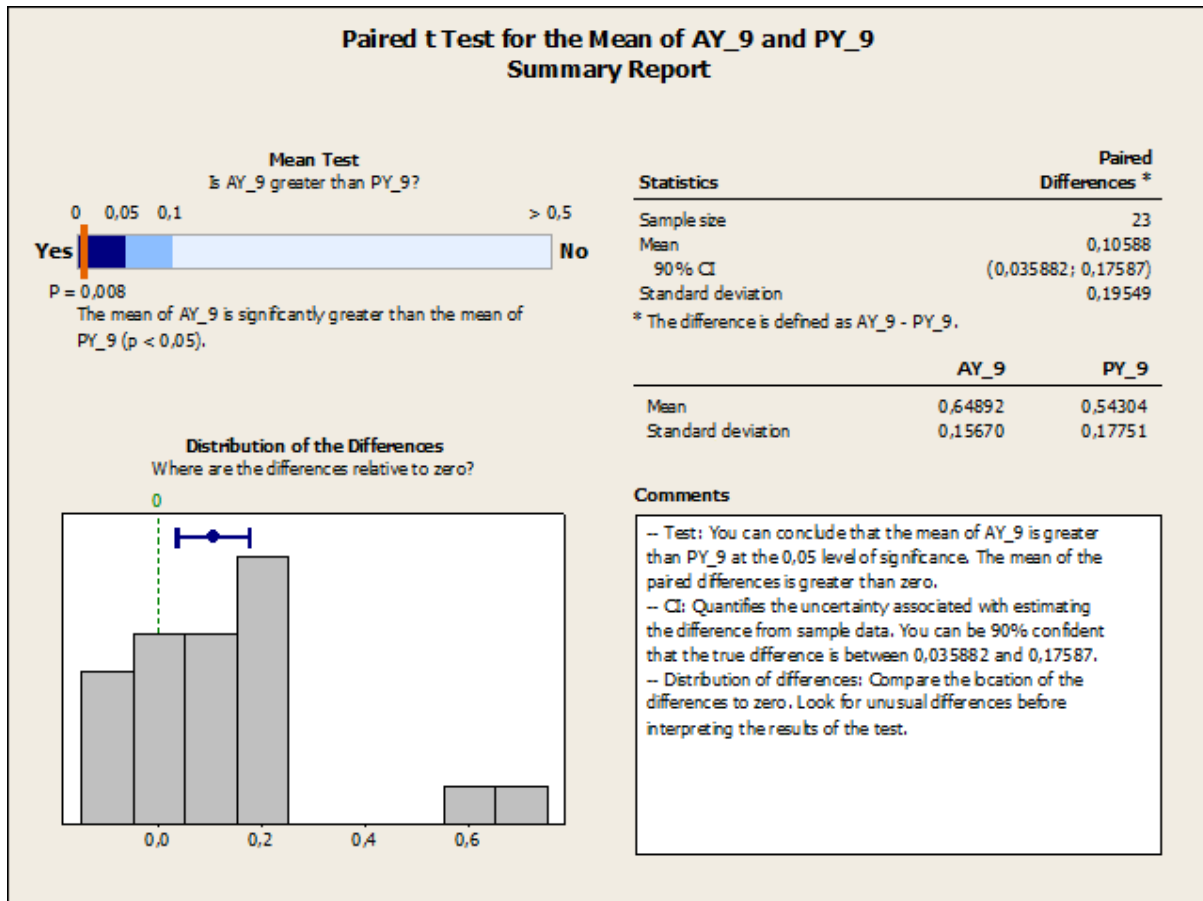 Paired t Test for the Mean of AY_9 and PY_9
Summary Report
Mean Test
Is AY_9 greater than PY_9?
0 0,05 0,1 > 0,5
Yes No
P = 0,008
The mean of AY_9 is significantly greater than the mean of
PY_9 (p < 0,05).
Distribution of the Differences
Where are the differences relative to zero?
0
0,0 0,2 0,4 0,6
Paired
Statistics Differences *
Sample size 23
Mean 0,10588
90% CI (0,035882; 0,17587)
Standard deviation 0,19549
* The difference is defined as AY_9 - PY_9.
AY_9 PY_9
Mean 0,64892 0,54304
Standard deviation 0,15670 0,17751
Comments
-- Test: You can conclude that the mean of AY_9 is greater
than PY_9 at the 0,05 level of significance. The mean of the
paired differences is greater than zero.
-- CI: Quantifies the uncertainty associated with estimating
the difference from sample data. You can be 90% confident
that the true difference is between 0,035882 and 0,17587.
-- Distribution of differences: Compare the location of the
differences to zero. Look for unusual differences before
interpreting the results of the test.